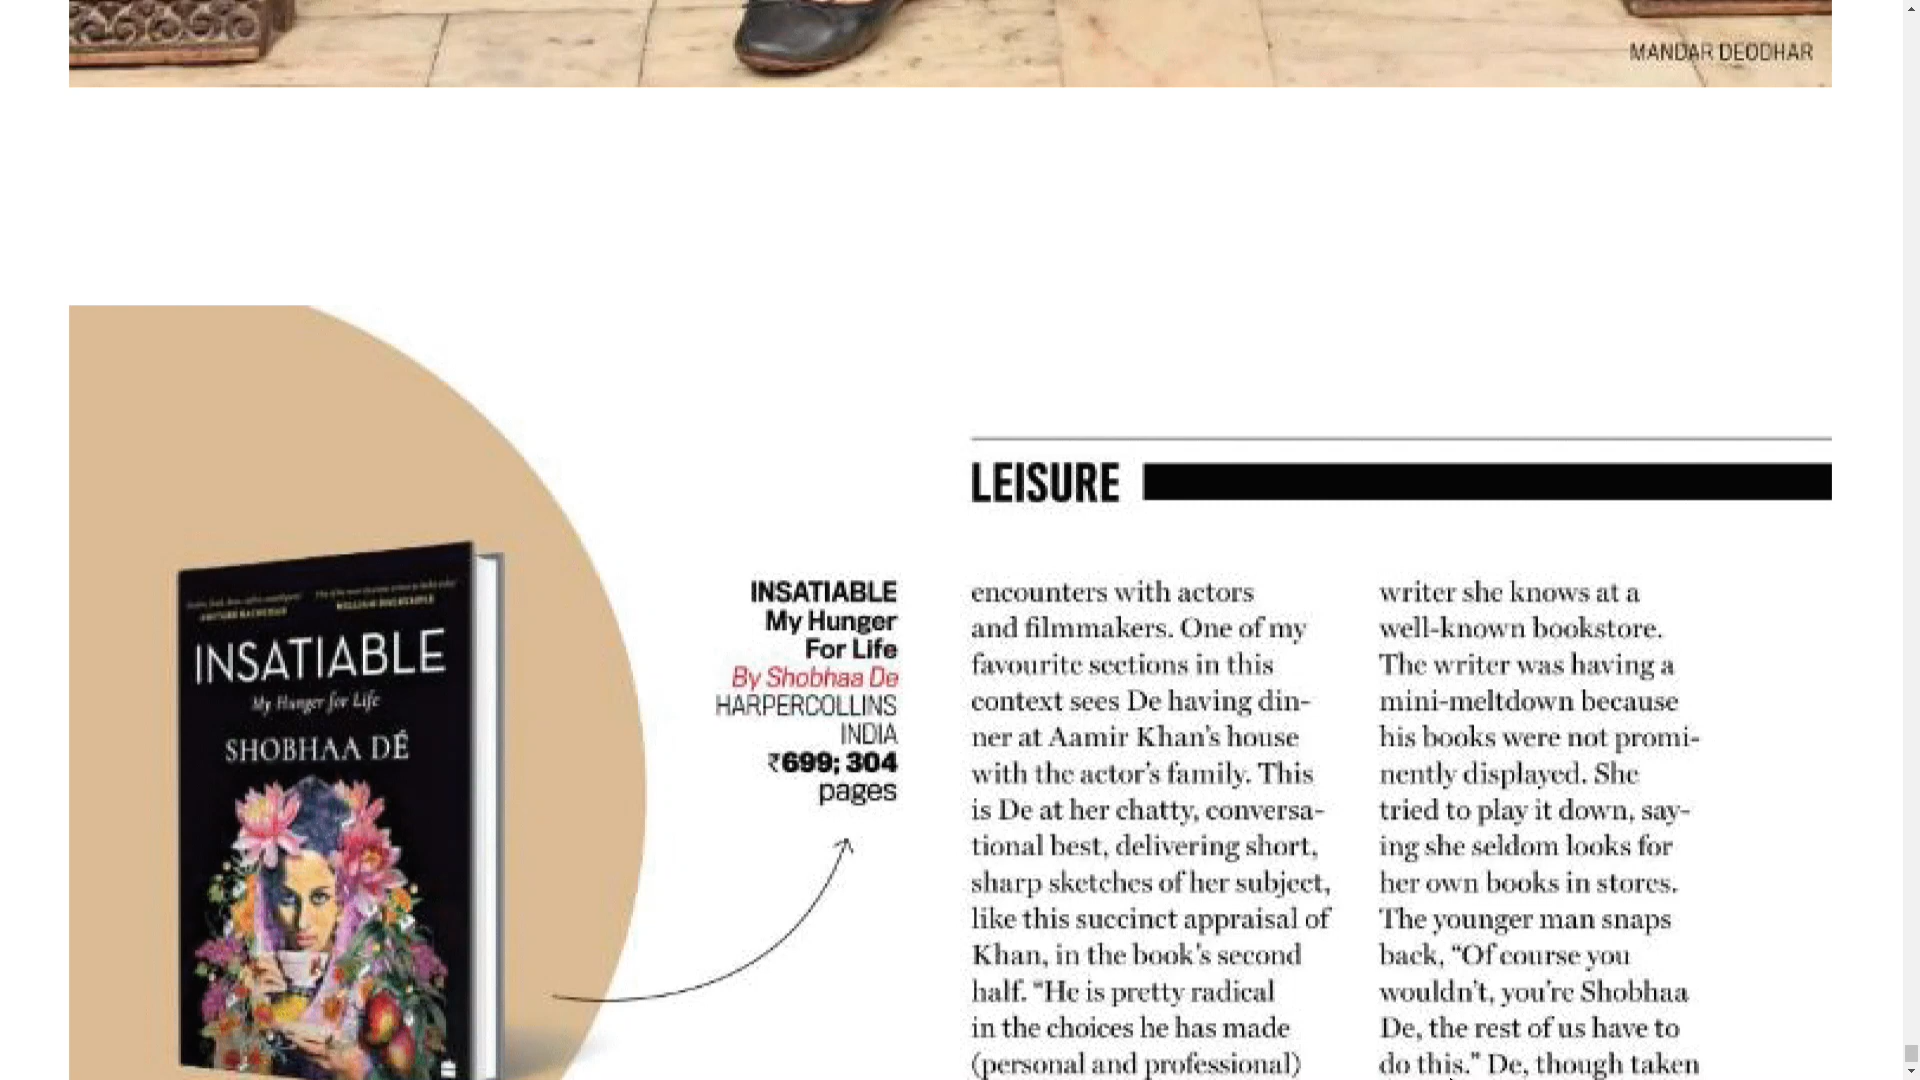 MANDAR DEODHAR
LEISURE
INSATIABLE
My Hunger for Life
SHOBHAA DÉ
INSATIABLE
My Hunger
For Life
By Shobhaa De
HARPERCOLLINS
INDIA
₹699; 304
pages
encounters with actors
and filmmakers. One of my
favourite sections in this
context sees De having din-
ner at Aamir Khan's house
with the actor's family. This
is De at her chatty, conversa-
tional best, delivering short,
sharp sketches of her subject,
like this succinct appraisal of
Khan, in the book's second
half. "He is pretty radical
in the choices he has made
(personal and professional)
writer she knows at a
well-known bookstore.
The writer was having a
mini-meltdown because
his books were not promi-
nently displayed. She
tried to play it down, say-
ing she seldom looks for
her own books in stores.
The younger man snaps
back, "Of course you
wouldn't, you're Shobhaa
De, the rest of us have to
do this." De, though taken